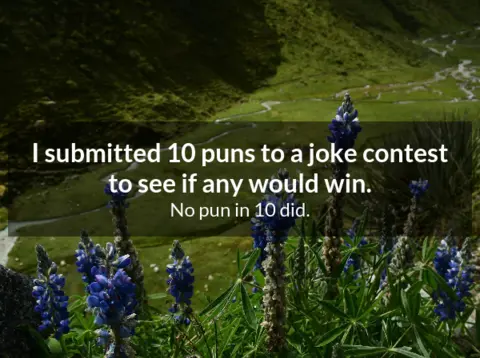 I submitted 10 puns to a joke contest
to see if any would win.
No pun in 10 did.